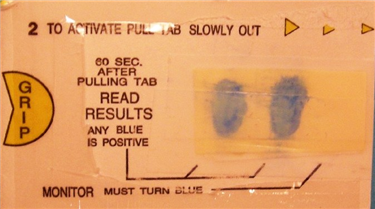 2 TO ACTIVATE PULL TAB SLOWLY OUT
GRIP
60 SEC.
AFTER
PULLING TAB
READ
RESULTS
ANY BLUE
IS POSITIVE
MONITOR MUST TURN BLUE